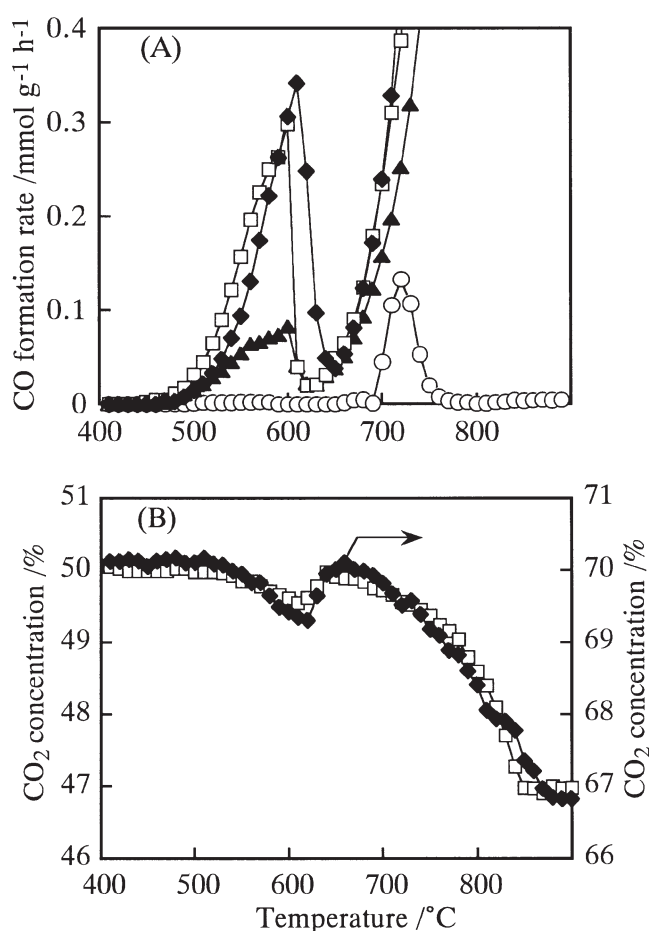 (A)
CO formation rate /mmol g-1 h-1
0.4
0.3
0.2
0.1
0
400 500 600 700 800
(B)
CO2 concentration /%
51
50
49
48
47
46
71
70
69
68
67
66
CO2 concentration /%
400 500 600 700 800
Temperature /°C